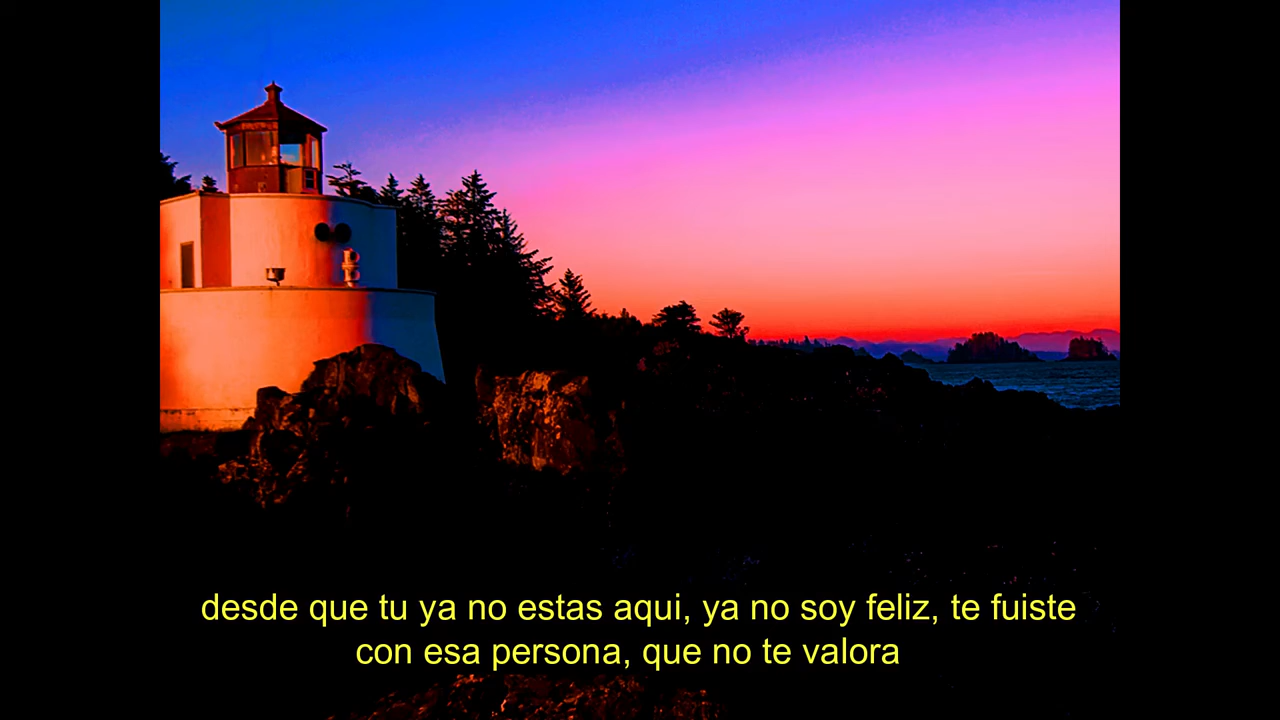 desde que tu ya no estas aqui, ya no soy feliz, te fuiste
con esa persona, que no te valora